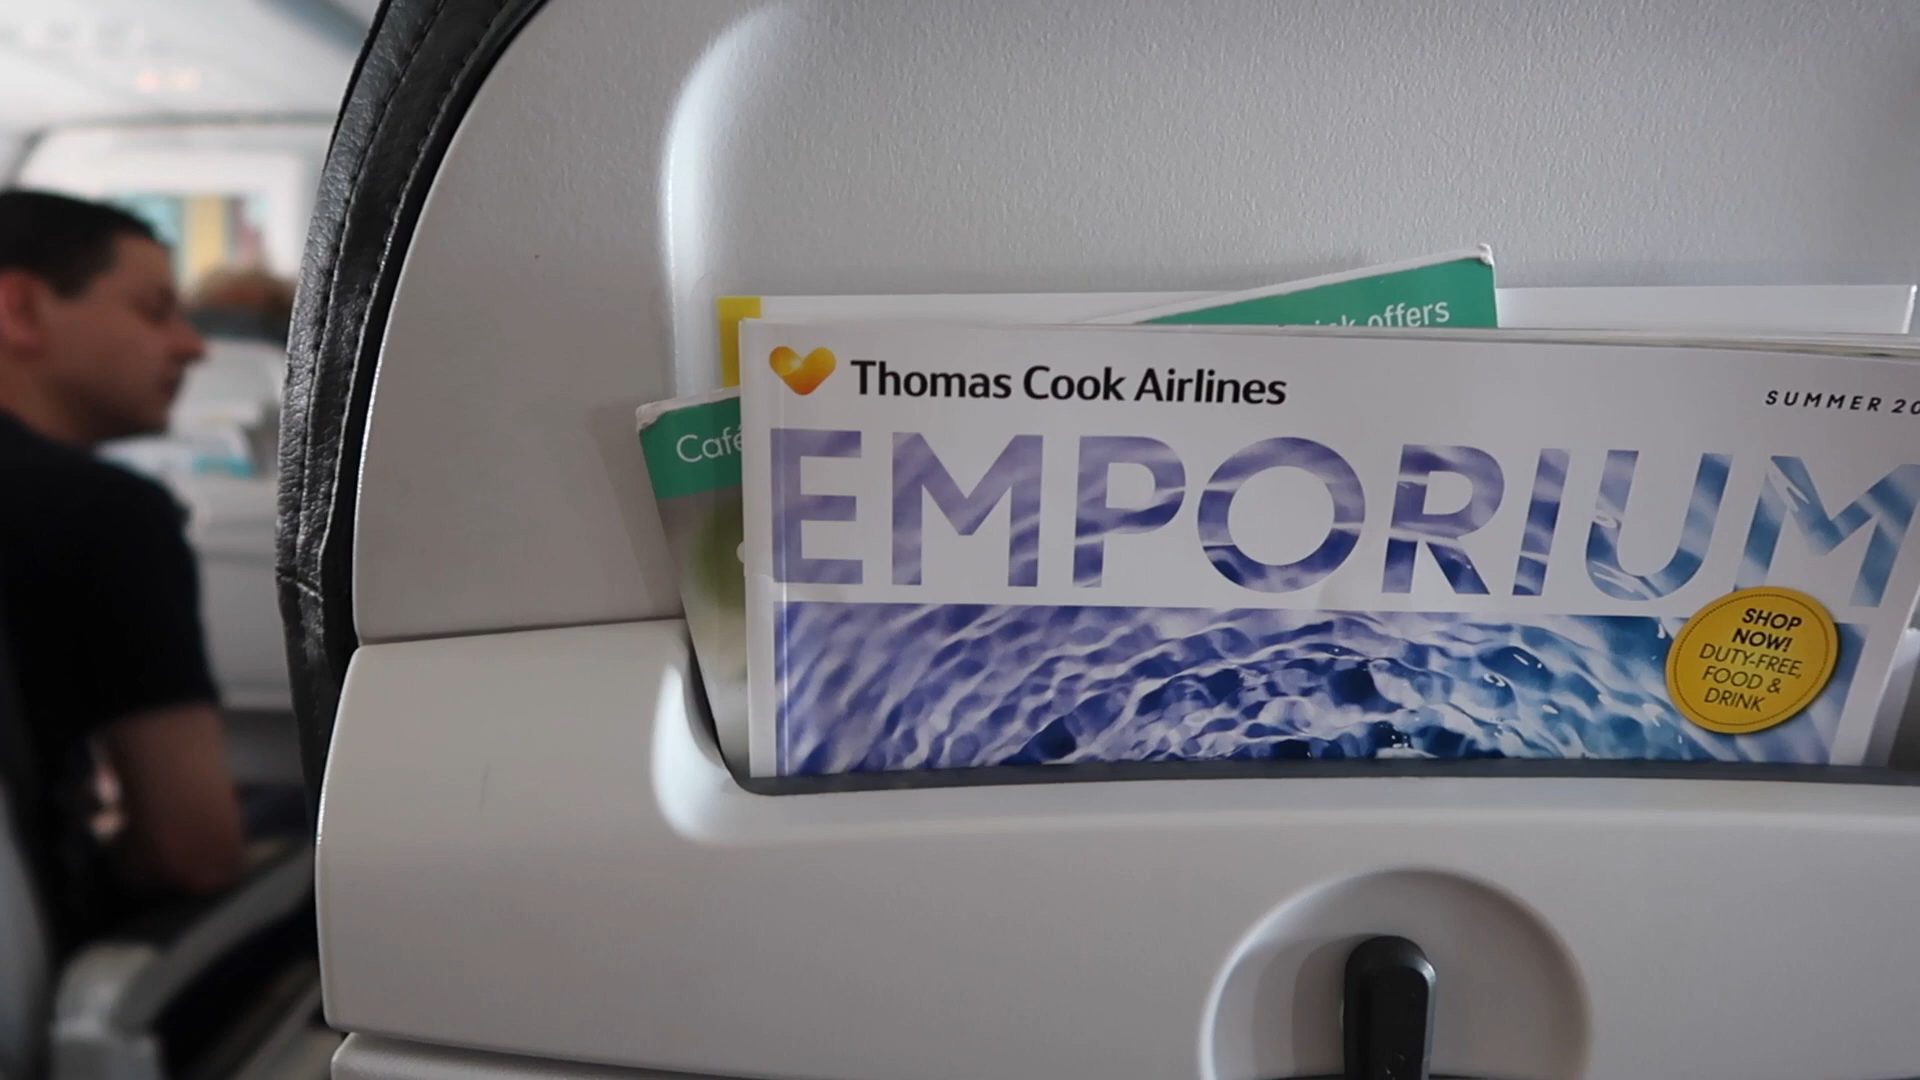 offers
Thomas Cook Airlines
SUMMER 20
Café
EMPORIUM
SHOP
NOW!
DUTY-FREE,
FOOD &
DRINK